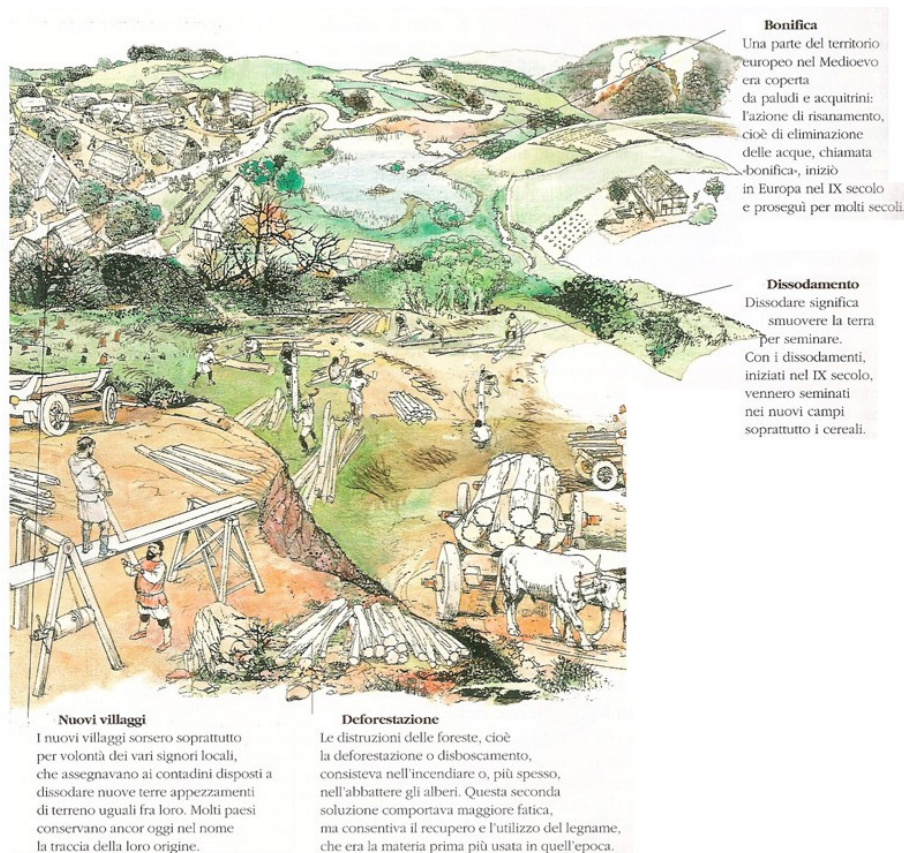 Bonifica
Una parte del territorio
europeo nel Medioevo
era coperta
da paludi e acquitrini:
l'azione di risanamento,
cioè di eliminazione
delle acque, chiamata
«bonifica», iniziò
in Europa nel IX secolo
e proseguì per molti secoli.
Dissodamento
Dissodare significa
smuovere la terra
per seminare.
Con i dissodamenti,
iniziati nel IX secolo,
vennero seminati
nei nuovi campi
soprattutto i cereali.
Nuovi villaggi
I nuovi villaggi sorsero soprattutto
per volontà dei vari signori locali,
che assegnavano ai contadini disposti a
dissodare nuove terre appezzamenti
di terreno uguali fra loro. Molti paesi
conservano ancor oggi nel nome
la traccia della loro origine.
Deforestazione
Le distruzioni delle foreste, cioè
la deforestazione o disboscamento,
consisteva nell'incendiare o, più spesso,
nell'abbattere gli alberi. Questa seconda
soluzione comportava maggiore fatica,
ma consentiva il recupero e l'utilizzo del legname,
che era la materia prima più usata in quell'epoca.